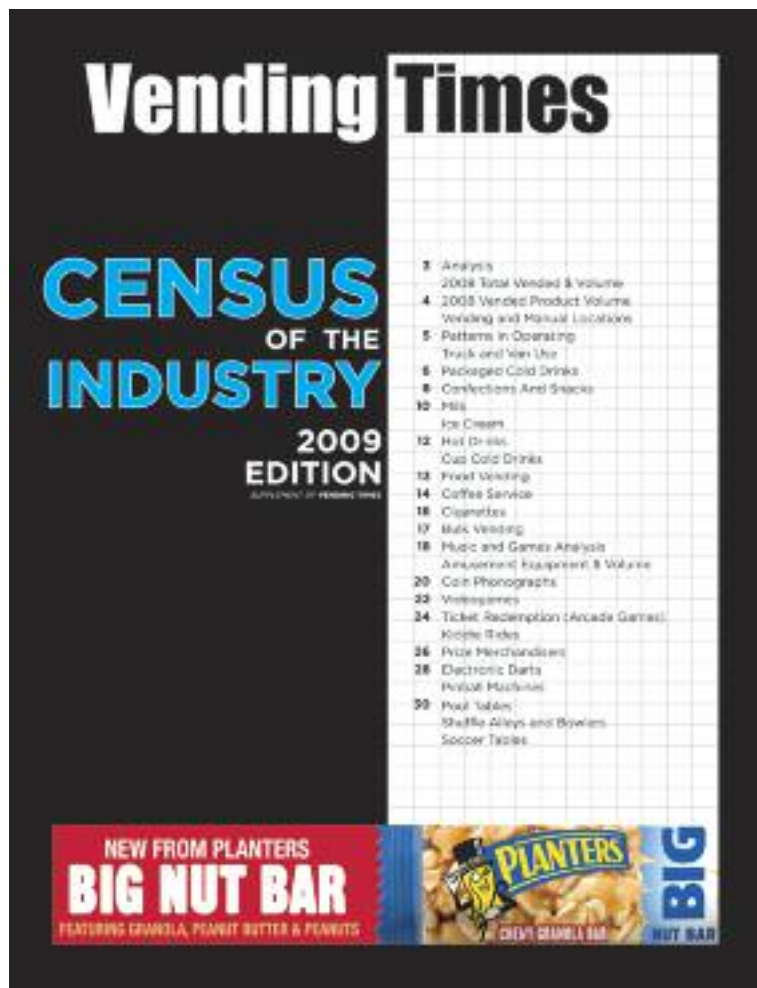 Vending Times
CENSUS
OF THE
INDUSTRY
2009
EDITION
SUPPLEMENT OF VENDING TIMES
3 Analysis
2008 Total Vended $ Volume
4 2008 Vended Product Volume
Vending and Manual Locations
5 Patterns in Operating
Truck and Van Use
6 Packaged Cold Drinks
8 Confections And Snacks
10 Milk
Ice Cream
12 Hot Drinks
Cup Cold Drinks
13 Food Vending
14 Coffee Service
16 Cigarettes
17 Bulk Vending
18 Music and Games Analysis
Amusement Equipment $ Volume
20 Coin Phonographs
22 Videogames
24 Ticket Redemption (Arcade Games)
Kiddie Rides
26 Prize Merchandisers
28 Electronic Darts
Pinball Machines
30 Pool Tables
Shuffle Alleys and Bowlers
Soccer Tables
NEW FROM PLANTERS
BIG NUT BAR
FEATURING GRANOLA, PEANUT BUTTER & PEANUTS
PLANTERS
CHEWY GRANOLA BAR
BIG
NUT BAR